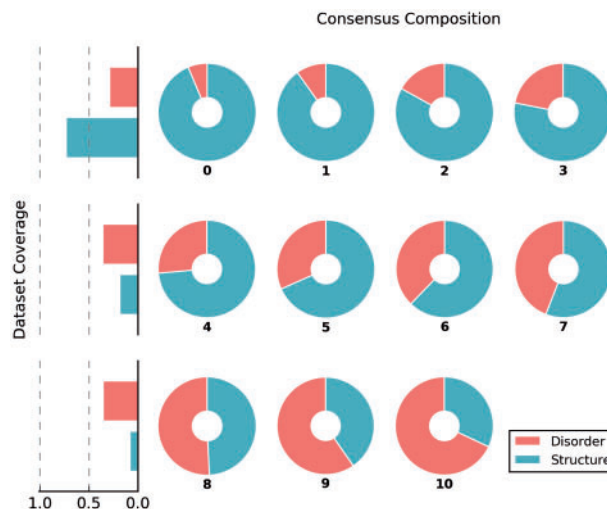 Consensus Composition
Dataset Coverage
0 1 2 3
4 5 6 7
8 9 10
Disorder
Structure
1.0 0.5 0.0